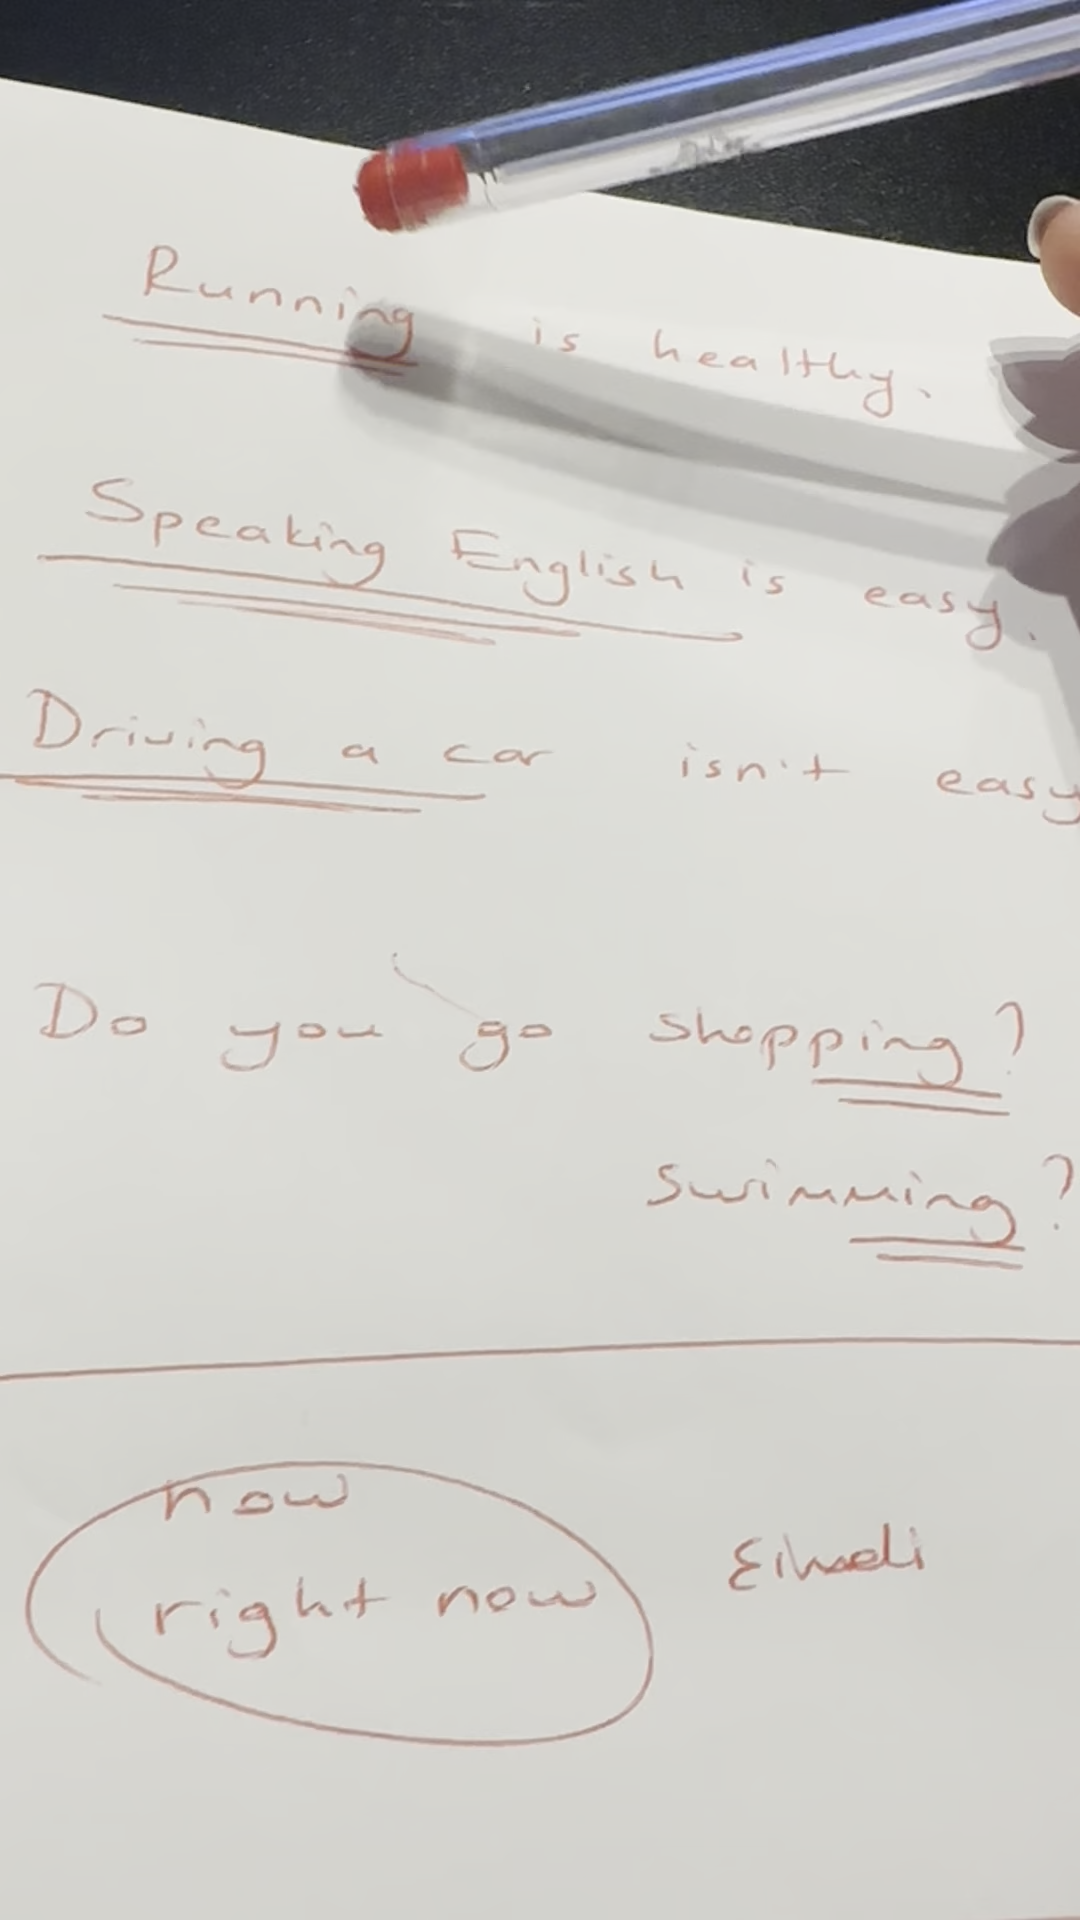 Running is healthy.
Speaking English is easy.
Driving a car isn't easy
Do you go shopping?
swimming?
now
right now